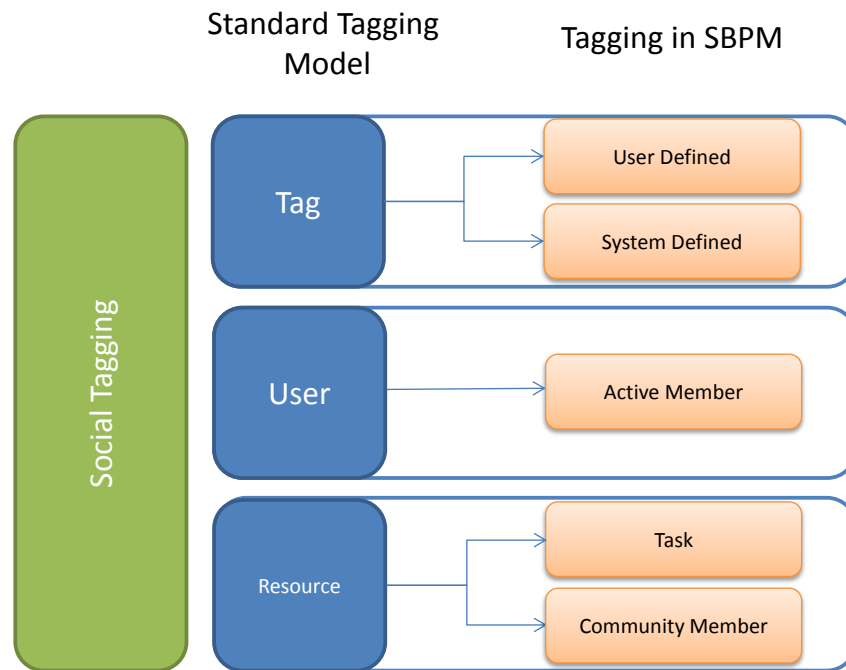 Standard Tagging
Model
Tagging in SBPM
Social Tagging
Tag
User Defined
System Defined
User
Active Member
Resource
Task
Community Member